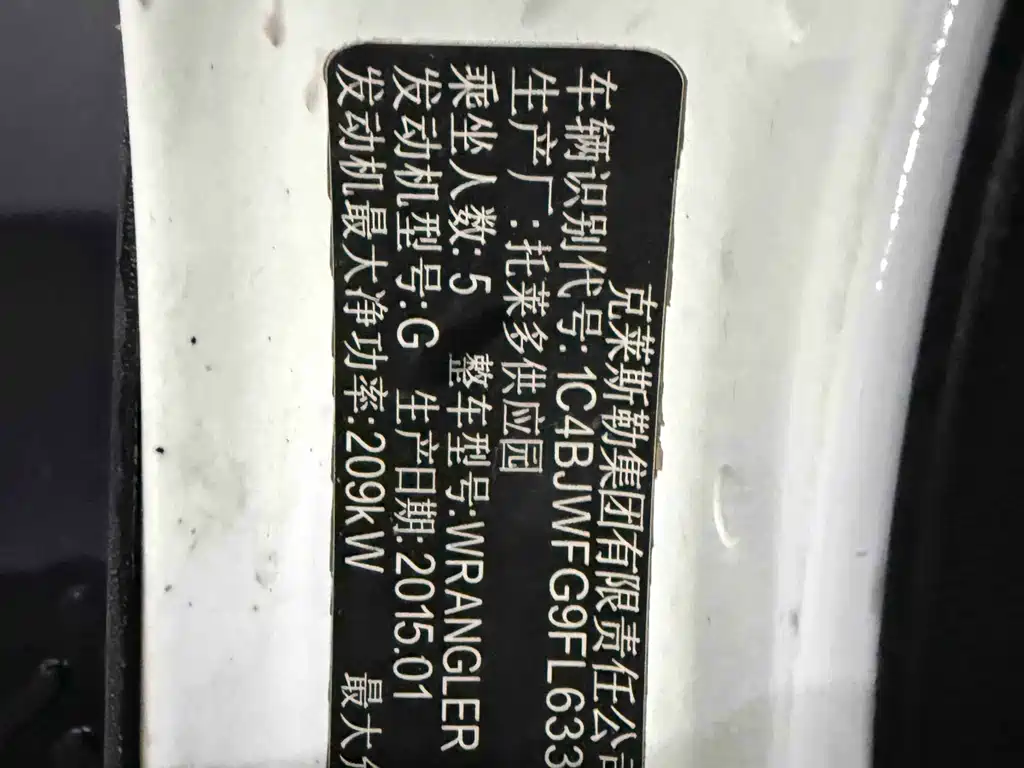 克莱斯勒集团有限责任公司
车辆识别代号:1C4BJWFG9FL633
生产厂:托莱多供应园
乘坐人数:5 整车型号:WRANGLER
发动机型号:G 生产日期:2015.01
发动机最大净功率:209kW 最大